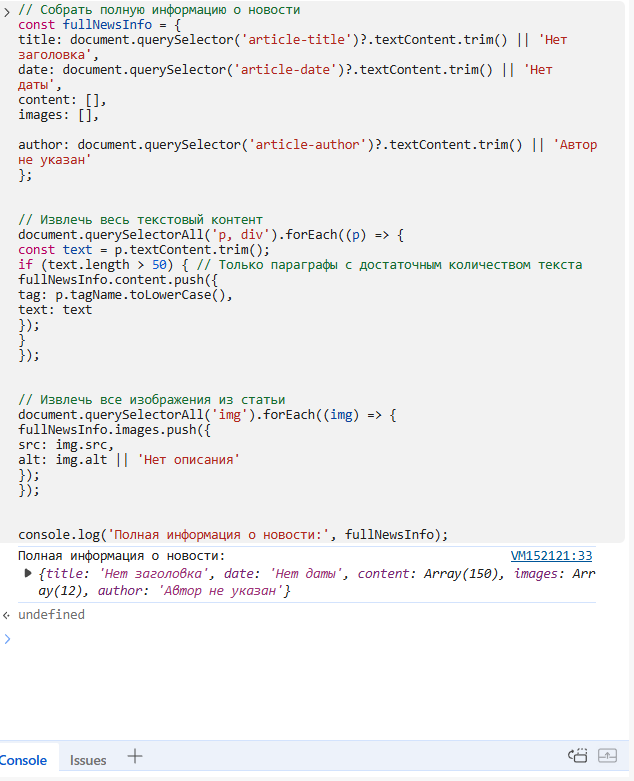 // Собрать полную информацию о новости
const fullNewsInfo = {
title: document.querySelector('article-title')?.textContent.trim() || 'Нет
заголовка',
date: document.querySelector('article-date')?.textContent.trim() || 'Нет
даты',
content: [],
images: [],
author: document.querySelector('article-author')?.textContent.trim() || 'Автор
не указан'
};
// Извлечь весь текстовый контент
document.querySelectorAll('p, div').forEach((p) => {
const text = p.textContent.trim();
if (text.length > 50) { // Только параграфы с достаточным количеством текста
fullNewsInfo.content.push({
tag: p.tagName.toLowerCase(),
text: text
});
}
});
// Извлечь все изображения из статьи
document.querySelectorAll('img').forEach((img) => {
fullNewsInfo.images.push({
src: img.src,
alt: img.alt || 'Нет описания'
});
});
console.log('Полная информация о новости:', fullNewsInfo);
Полная информация о новости: VM152121:33
{title: 'Нет заголовка', date: 'Нет даты', content: Array(150), images: Arr
ay(12), author: 'Автор не указан'}
undefined
Console Issues